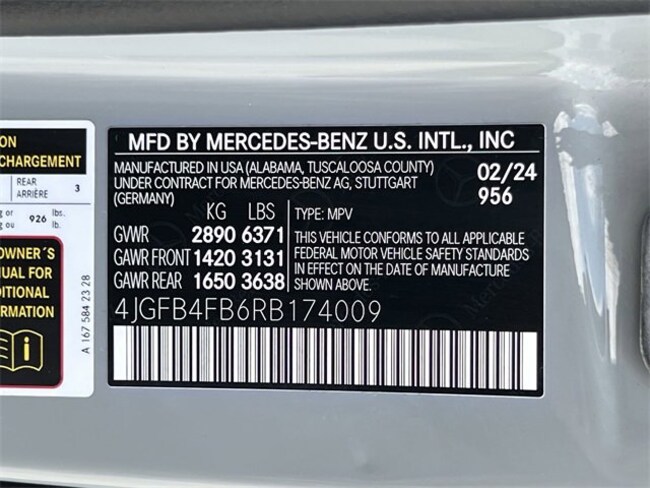 ON
CHARGEMENT
REAR
ARRIÈRE
3
g or
g ou
926
lbs.
lb.
OWNER'S
UAL FOR
DITIONAL
RMATION
A 167 584 23 28
MFD BY MERCEDES-BENZ U.S. INTL., INC
MANUFACTURED IN USA (ALABAMA, TUSCALOOSA COUNTY)
UNDER CONTRACT FOR MERCEDES-BENZ AG, STUTTGART
(GERMANY)
02/24
956
KG LBS
GVWR 2890 6371
GAWR FRONT 1420 3131
GAWR REAR 1650 3638
TYPE: MPV
THIS VEHICLE CONFORMS TO ALL APPLICABLE
FEDERAL MOTOR VEHICLE SAFETY STANDARDS
IN EFFECT ON THE DATE OF MANUFACTURE
SHOWN ABOVE.
4JGFB4FB6RB174009